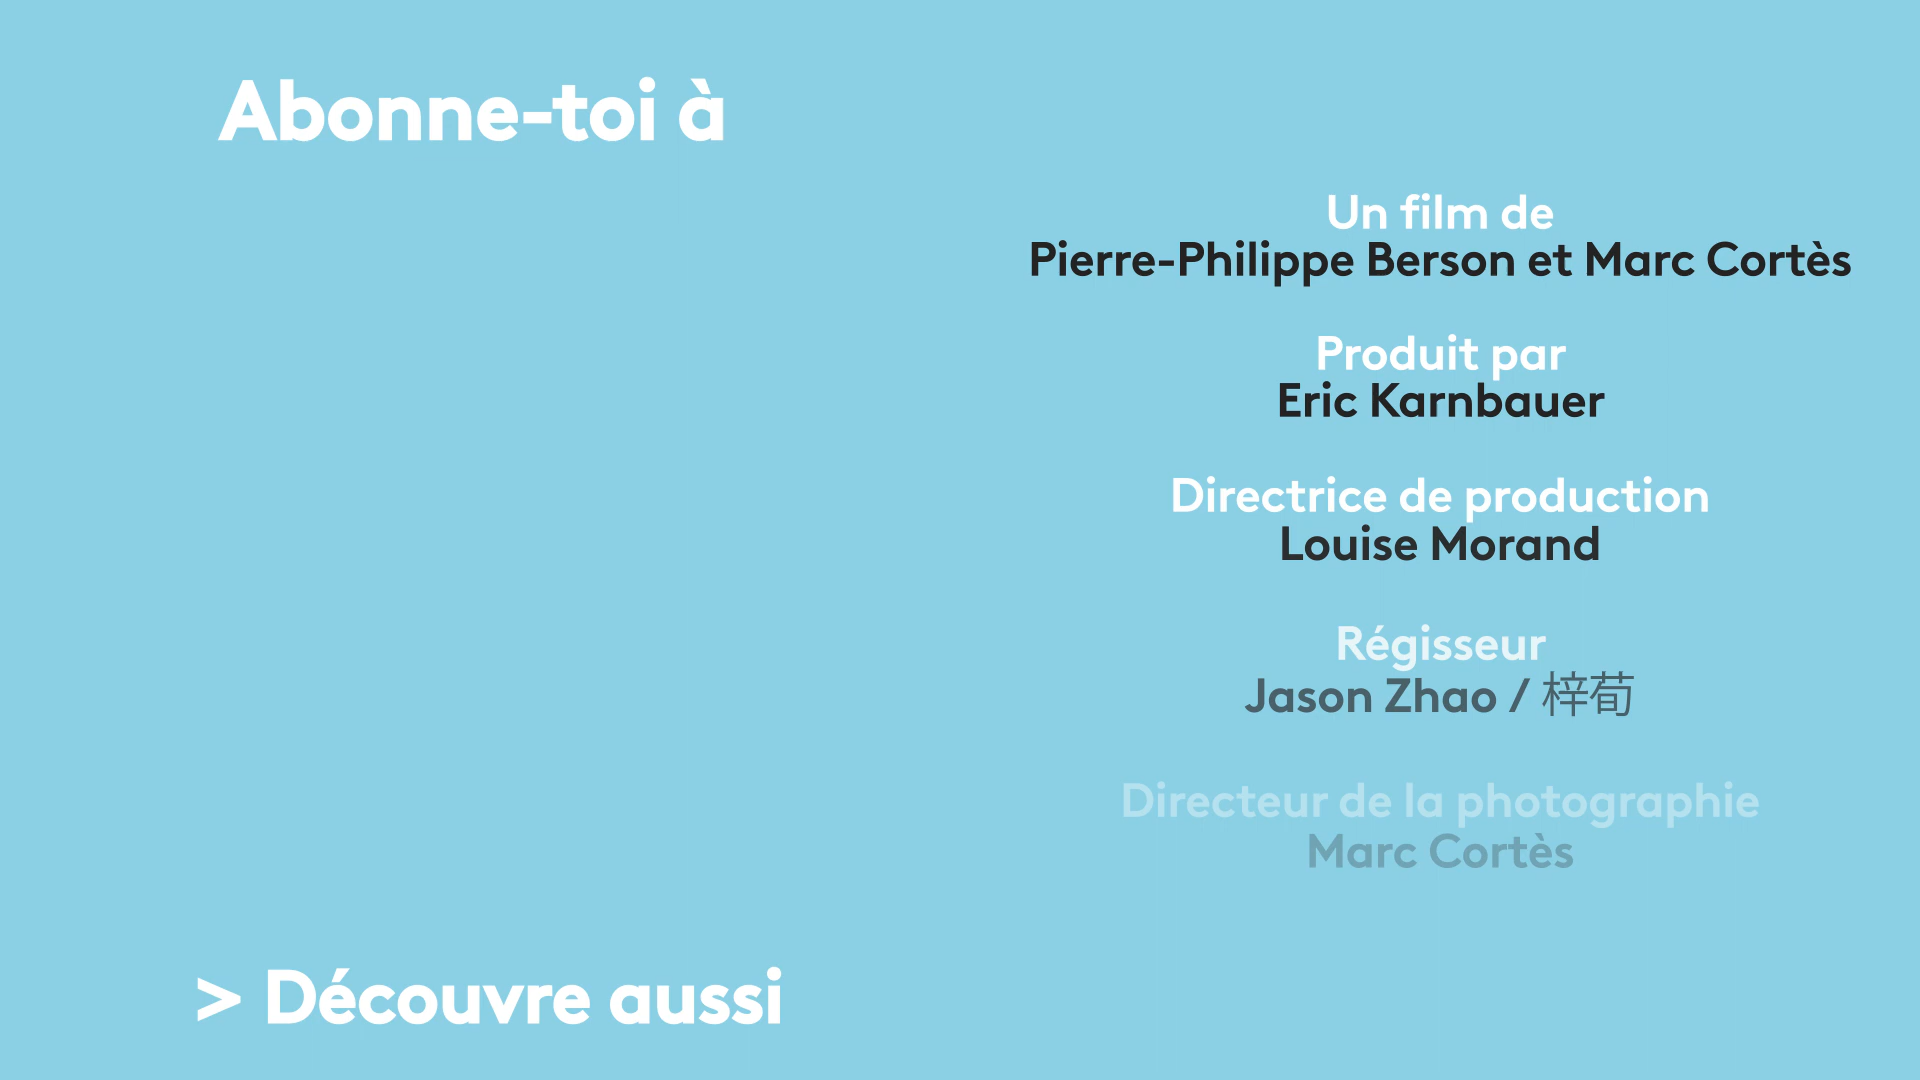 Abonne-toi à
Un film de
Pierre-Philippe Berson et Marc Cortès
Produit par
Eric Karnbauer
Directrice de production
Louise Morand
Régisseur
Jason Zhao / 梓荀
Directeur de la photographie
Marc Cortès
> Découvre aussi